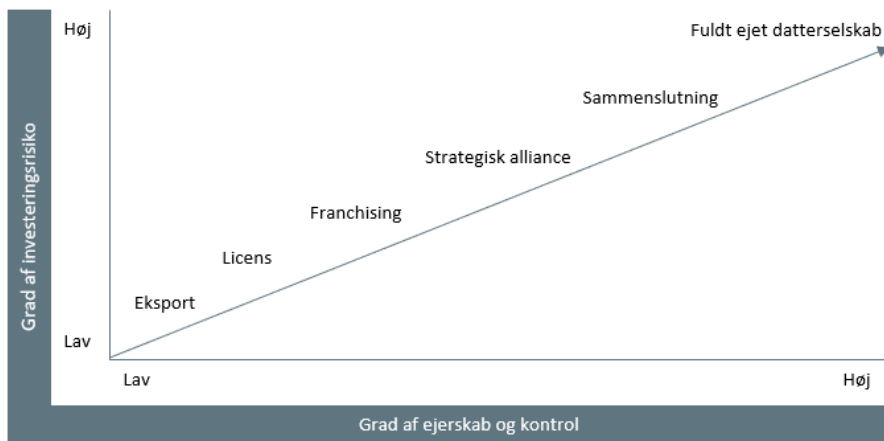 Høj
Fuldt ejet datterselskab
Sammenslutning
Strategisk alliance
Franchising
Licens
Eksport
Lav
Grad af investeringsrisiko
Lav
Høj
Grad af ejerskab og kontrol